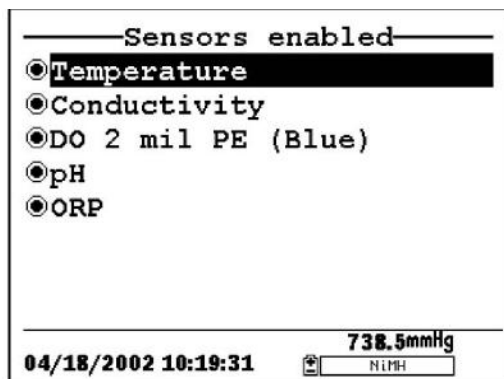 Sensors enabled
Temperature
Conductivity
DO 2 mil PE (Blue)
pH
ORP
738.5mmHg
04/18/2002 10:19:31
NiMH